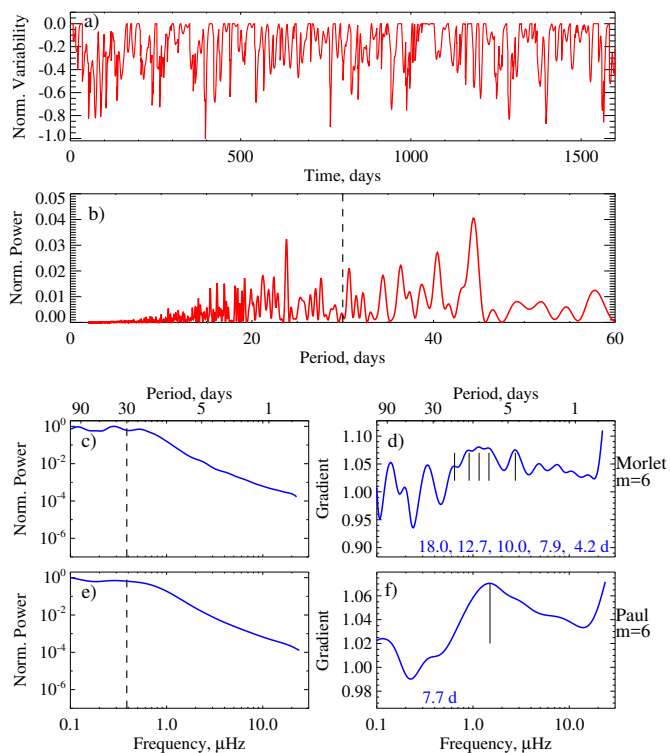 a)
Norm. Variability
0.0
-0.2
-0.4
-0.6
-0.8
-1.0
0 500 1000 1500
Time, days
b)
Norm. Power
0.05
0.04
0.03
0.02
0.01
0.00
0 20 40 60
Period, days
Period, days
90 30 5 1
c)
Norm. Power
10^0
10^-2
10^-4
10^-6
Period, days
90 30 5 1
d)
Gradient
1.10
1.05
1.00
0.95
0.90
18.0, 12.7, 10.0, 7.9, 4.2 d
Morlet
m=6
e)
Norm. Power
10^0
10^-2
10^-4
10^-6
0.1 1.0 10.0
Frequency, μHz
f)
Gradient
1.06
1.04
1.02
1.00
0.98
7.7 d
0.1 1.0 10.0
Frequency, μHz
Paul
m=6